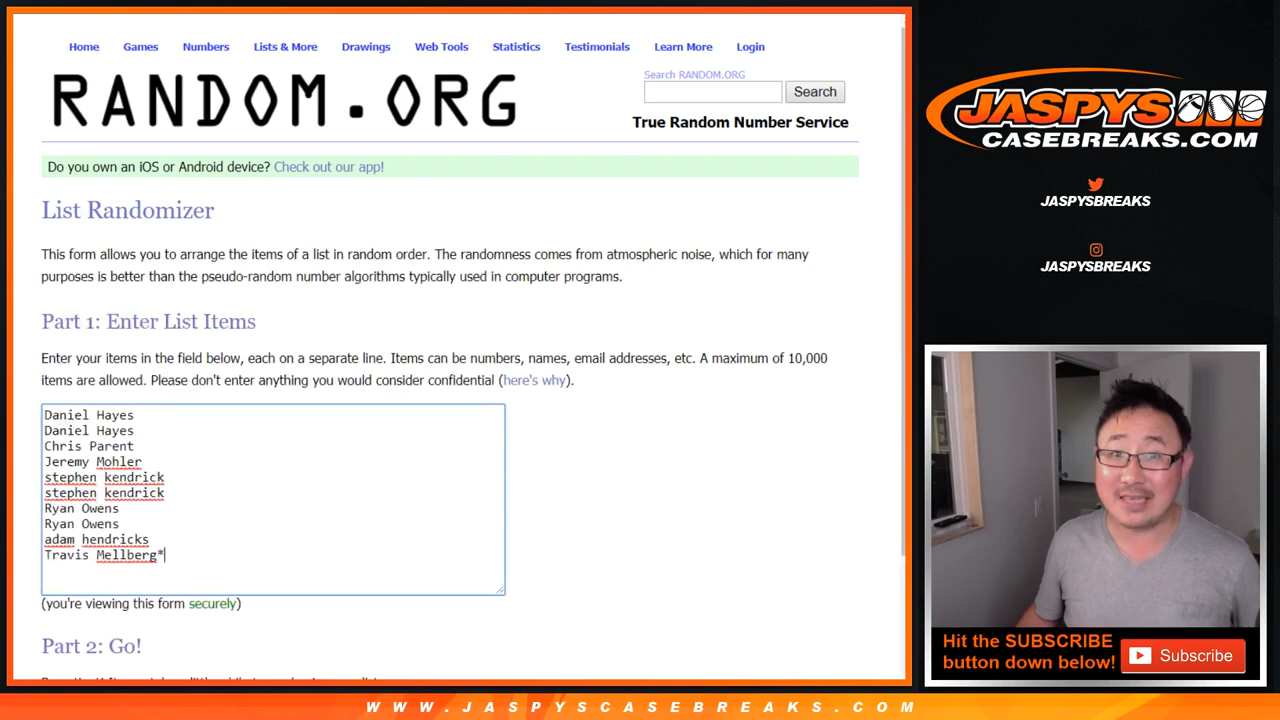 Home Games Numbers Lists & More Drawings Web Tools Statistics Testimonials Learn More Login
RANDOM.ORG
Search RANDOM.ORG
Search
True Random Number Service
Do you own an iOS or Android device? Check out our app!
List Randomizer
This form allows you to arrange the items of a list in random order. The randomness comes from atmospheric noise, which for many
purposes is better than the pseudo-random number algorithms typically used in computer programs.
Part 1: Enter List Items
Enter your items in the field below, each on a separate line. Items can be numbers, names, email addresses, etc. A maximum of 10,000
items are allowed. Please don't enter anything you would consider confidential (here's why).
Daniel Hayes
Daniel Hayes
Chris Parent
Jeremy Mohler
stephen kendrick
stephen kendrick
Ryan Owens
Ryan Owens
adam hendricks
Travis Mellberg*
(you're viewing this form securely)
Part 2: Go!
JASPYS
CASEBREAKS.COM
JASPYSBREAKS
JASPYSBREAKS
Hit the SUBSCRIBE
button down below!
Subscribe
WWW.JASPYSCASEBREAKS.COM